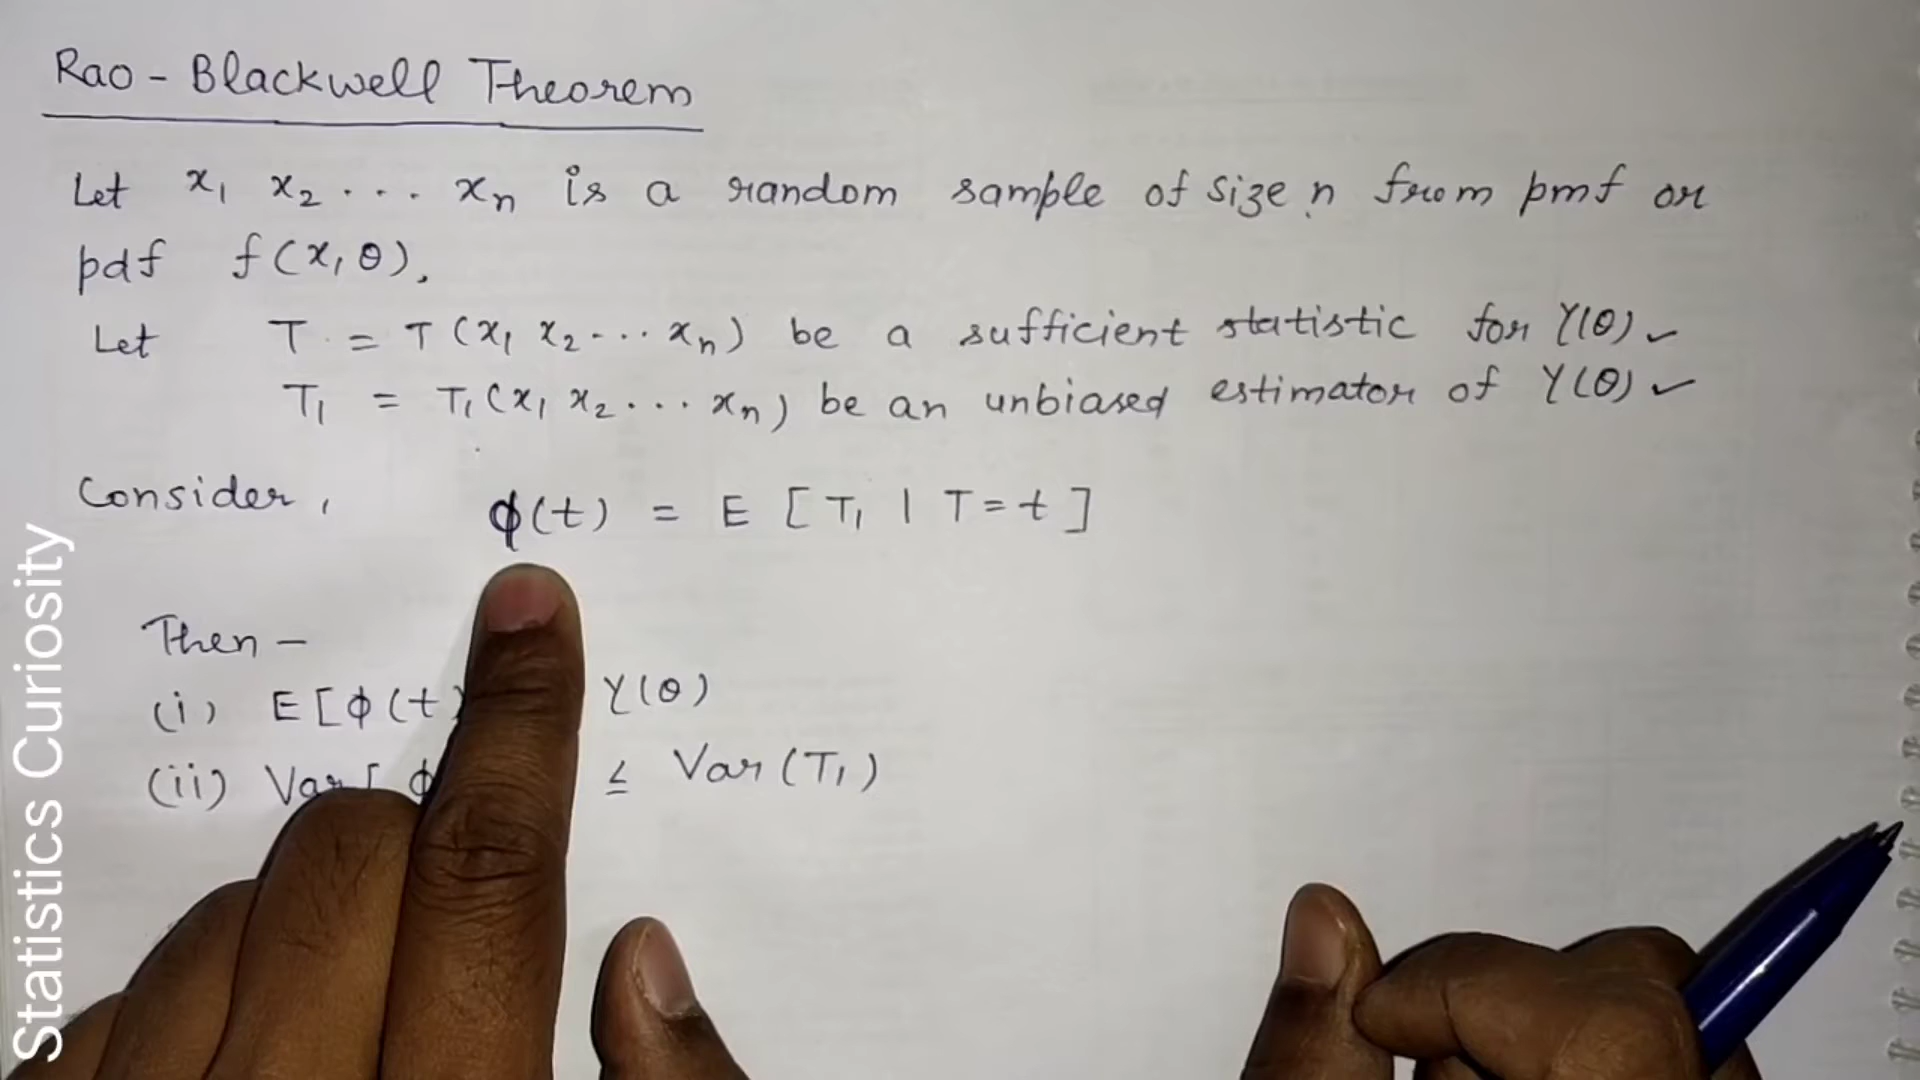 Rao - Blackwell Theorem
Let x₁ x₂ . . . xₙ is a random sample of size n from pmf or
pdf f(x, θ).
Let T = T(x₁ x₂ ... xₙ) be a sufficient statistic for Y(θ) ✓
T₁ = T₁(x₁ x₂ ... xₙ) be an unbiased estimator of Y(θ) ✓
Consider, ϕ(t) = E [T₁ | T=t]
Then –
(i) E[ϕ(t) Y(θ)
(ii) Var[ ϕ ≤ Var(T₁)
Statistics Curiosity